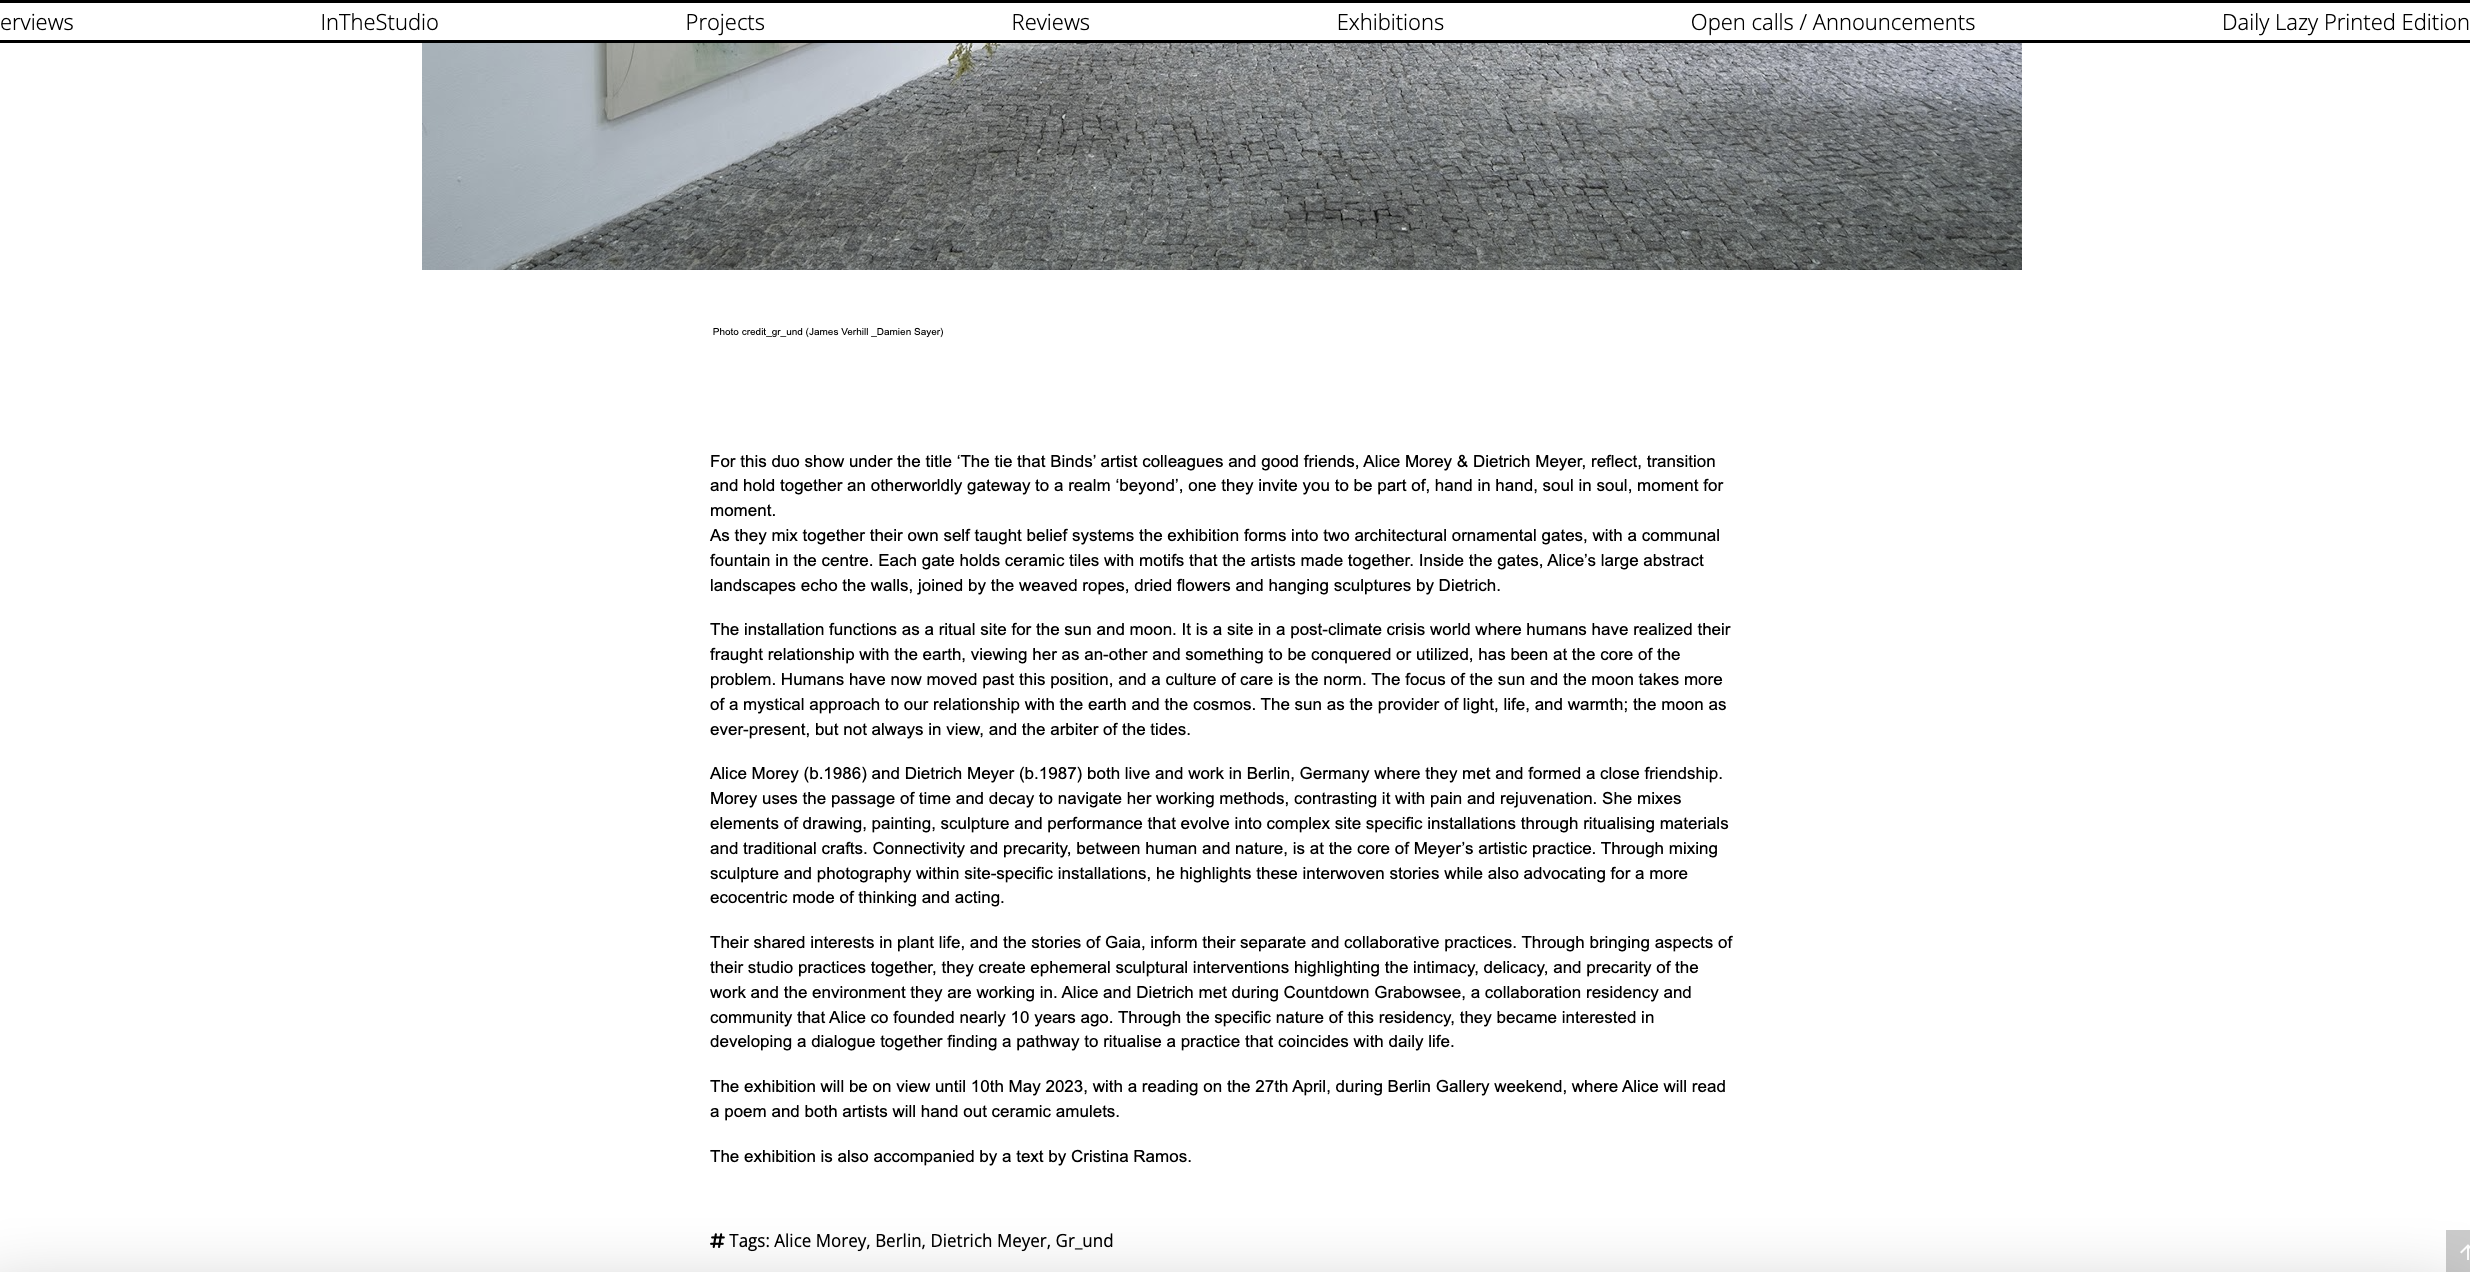 erviews InTheStudio Projects Reviews Exhibitions Open calls / Announcements Daily Lazy Printed Edition
Photo credit_gr_und (James Verhill _Damien Sayer)
For this duo show under the title ‘The tie that Binds’ artist colleagues and good friends, Alice Morey & Dietrich Meyer, reflect, transition
and hold together an otherworldly gateway to a realm ‘beyond’, one they invite you to be part of, hand in hand, soul in soul, moment for
moment.
As they mix together their own self taught belief systems the exhibition forms into two architectural ornamental gates, with a communal
fountain in the centre. Each gate holds ceramic tiles with motifs that the artists made together. Inside the gates, Alice’s large abstract
landscapes echo the walls, joined by the weaved ropes, dried flowers and hanging sculptures by Dietrich.
The installation functions as a ritual site for the sun and moon. It is a site in a post-climate crisis world where humans have realized their
fraught relationship with the earth, viewing her as an-other and something to be conquered or utilized, has been at the core of the
problem. Humans have now moved past this position, and a culture of care is the norm. The focus of the sun and the moon takes more
of a mystical approach to our relationship with the earth and the cosmos. The sun as the provider of light, life, and warmth; the moon as
ever-present, but not always in view, and the arbiter of the tides.
Alice Morey (b.1986) and Dietrich Meyer (b.1987) both live and work in Berlin, Germany where they met and formed a close friendship.
Morey uses the passage of time and decay to navigate her working methods, contrasting it with pain and rejuvenation. She mixes
elements of drawing, painting, sculpture and performance that evolve into complex site specific installations through ritualising materials
and traditional crafts. Connectivity and precarity, between human and nature, is at the core of Meyer’s artistic practice. Through mixing
sculpture and photography within site-specific installations, he highlights these interwoven stories while also advocating for a more
ecocentric mode of thinking and acting.
Their shared interests in plant life, and the stories of Gaia, inform their separate and collaborative practices. Through bringing aspects of
their studio practices together, they create ephemeral sculptural interventions highlighting the intimacy, delicacy, and precarity of the
work and the environment they are working in. Alice and Dietrich met during Countdown Grabowsee, a collaboration residency and
community that Alice co founded nearly 10 years ago. Through the specific nature of this residency, they became interested in
developing a dialogue together finding a pathway to ritualise a practice that coincides with daily life.
The exhibition will be on view until 10th May 2023, with a reading on the 27th April, during Berlin Gallery weekend, where Alice will read
a poem and both artists will hand out ceramic amulets.
The exhibition is also accompanied by a text by Cristina Ramos.
# Tags: Alice Morey, Berlin, Dietrich Meyer, Gr_und